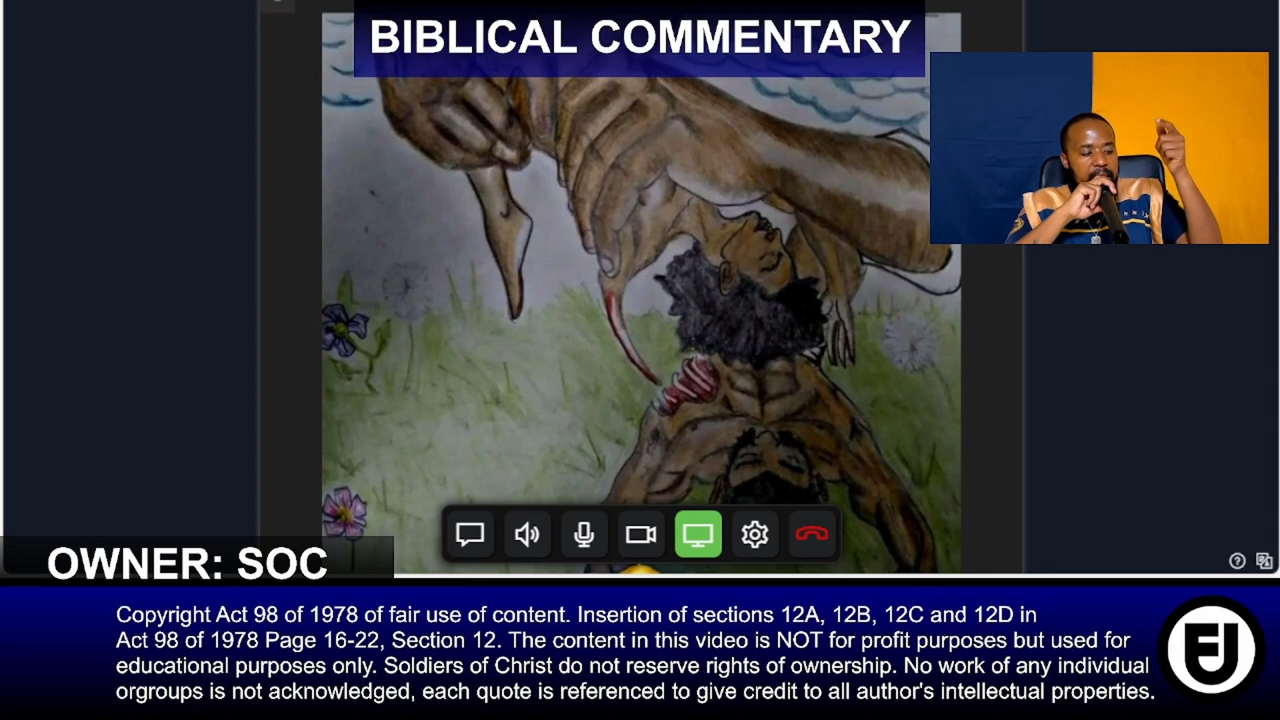 BIBLICAL COMMENTARY
OWNER: SOC
Copyright Act 98 of 1978 of fair use of content. Insertion of sections 12A, 12B, 12C and 12D in
Act 98 of 1978 Page 16-22, Section 12. The content in this video is NOT for profit purposes but used for
educational purposes only. Soldiers of Christ do not reserve rights of ownership. No work of any individual
orgroups is not acknowledged, each quote is referenced to give credit to all author's intellectual properties.